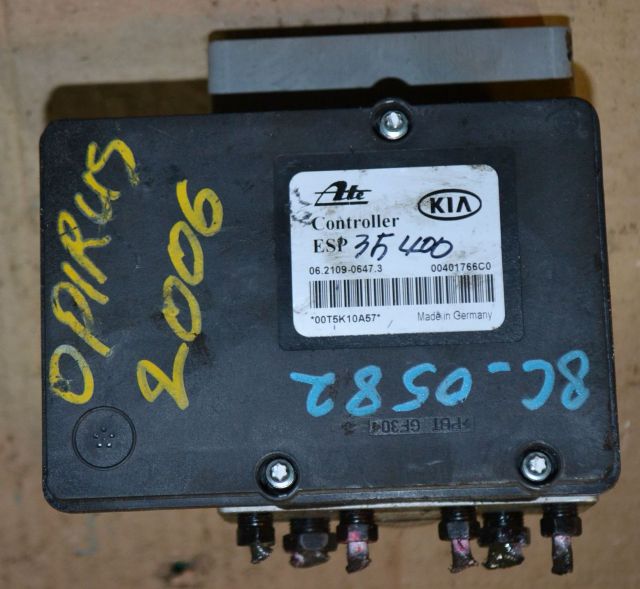 OPIRUS
2006
Ate
KIA
Controller
ESP 35400
06.2109-0647.3 00401766C0
*00T5K10A57* Made in Germany
8C-0582
>PBT GF30<